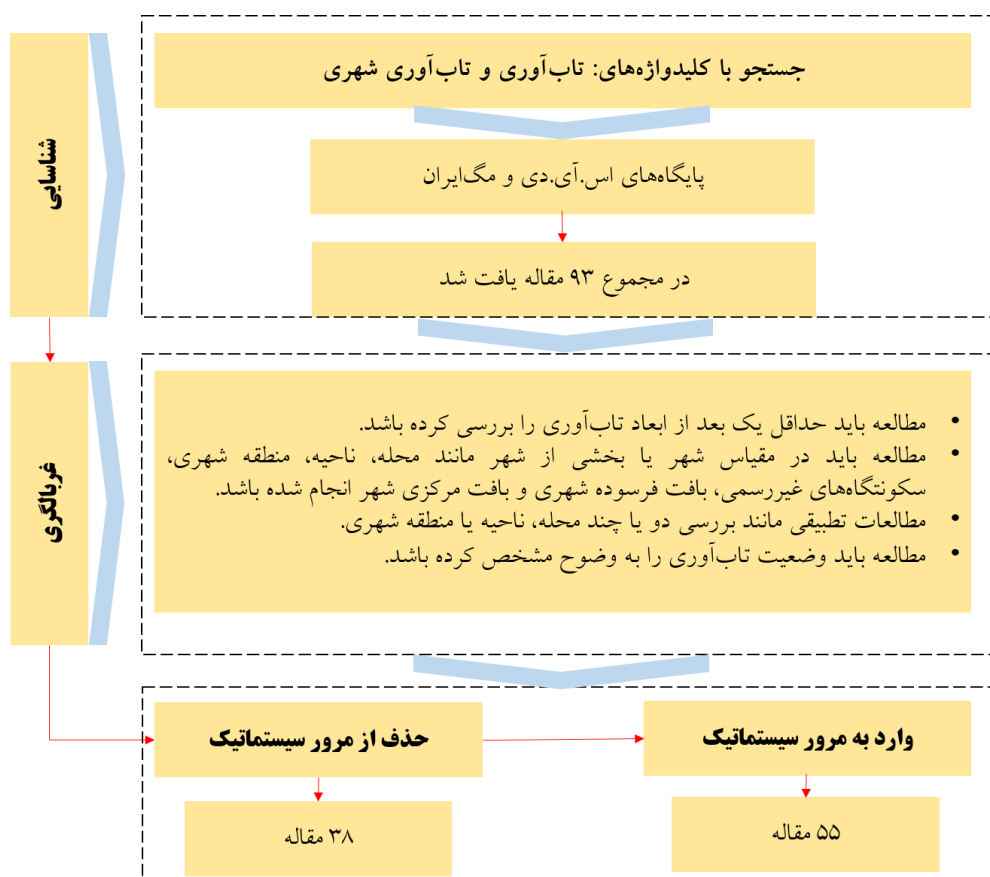 شناسایی
جستجو با کلیدواژه‌های: تاب‌آوری و تاب‌آوری شهری
پایگاه‌های اس.آی.دی و مگ‌ایران
در مجموع ۹۳ مقاله یافت شد
غربالگری
• مطالعه باید حداقل یک بعد از ابعاد تاب‌آوری را بررسی کرده باشد.
• مطالعه باید در مقیاس شهر یا بخشی از شهر مانند محله، ناحیه، منطقه شهری،
سکونتگاه‌های غیررسمی، بافت فرسوده شهری و بافت مرکزی شهر انجام شده باشد.
• مطالعات تطبیقی مانند بررسی دو یا چند محله، ناحیه یا منطقه شهری.
• مطالعه باید وضعیت تاب‌آوری را به وضوح مشخص کرده باشد.
وارد به مرور سیستماتیک
۵۵ مقاله
حذف از مرور سیستماتیک
۳۸ مقاله